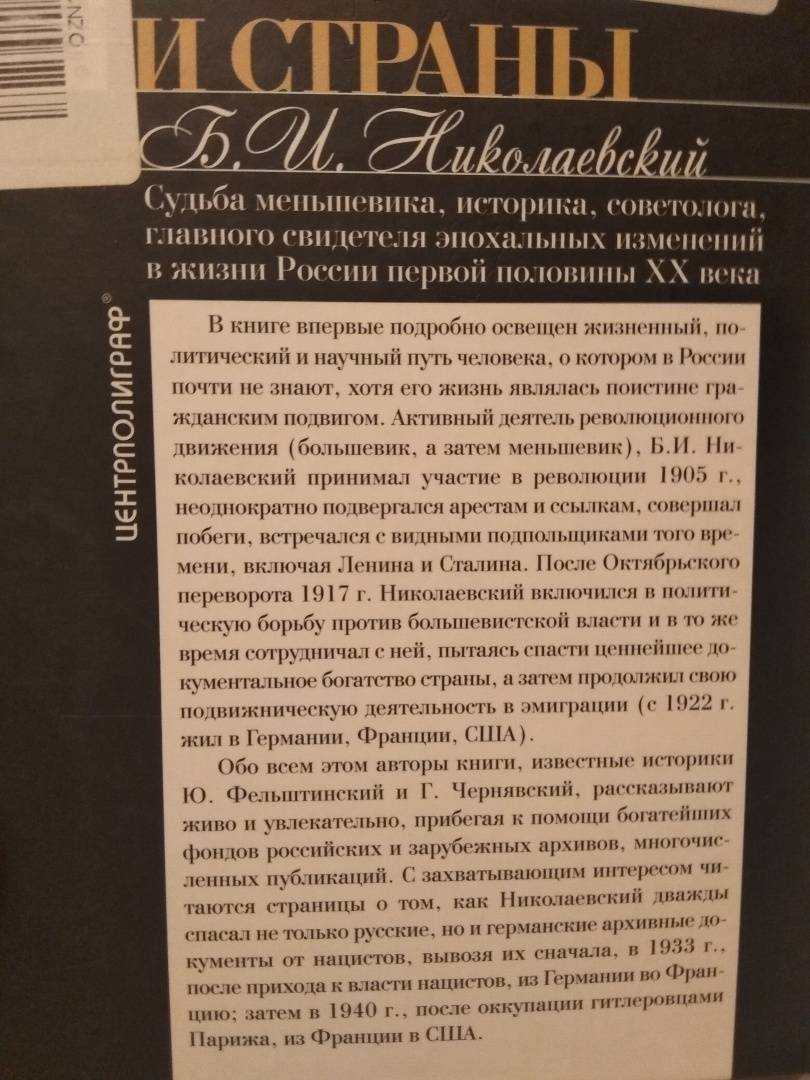 И СТРАНЫ
Б.И. Николаевский
Судьба меньшевика, историка, советолога,
главного свидетеля эпохальных изменений
в жизни России первой половины XX века
ЦЕНТРПОЛИГРАФ®
В книге впервые подробно освещен жизненный, по-
литический и научный путь человека, о котором в России
почти не знают, хотя его жизнь являлась поистине гра-
жданским подвигом. Активный деятель революционного
движения (большевик, а затем меньшевик), Б.И. Ни-
колаевский принимал участие в революции 1905 г.,
неоднократно подвергался арестам и ссылкам, совершал
побеги, встречался с видными подпольщиками того вре-
мени, включая Ленина и Сталина. После Октябрьского
переворота 1917 г. Николаевский включился в полити-
ческую борьбу против большевистской власти и в то же
время сотрудничал с ней, пытаясь спасти ценнейшее до-
кументальное богатство страны, а затем продолжил свою
подвижническую деятельность в эмиграции (с 1922 г.
жил в Германии, Франции, США).
Обо всем этом авторы книги, известные историки
Ю. Фельштинский и Г. Чернявский, рассказывают
живо и увлекательно, прибегая к помощи богатейших
фондов российских и зарубежных архивов, многочис-
ленных публикаций. С захватывающим интересом чи-
таются страницы о том, как Николаевский дважды
спасал не только русские, но и германские архивные до-
кументы от нацистов, вывозя их сначала, в 1933 г.,
после прихода к власти нацистов, из Германии во Фран-
цию; затем в 1940 г., после оккупации гитлеровцами
Парижа, из Франции в США.